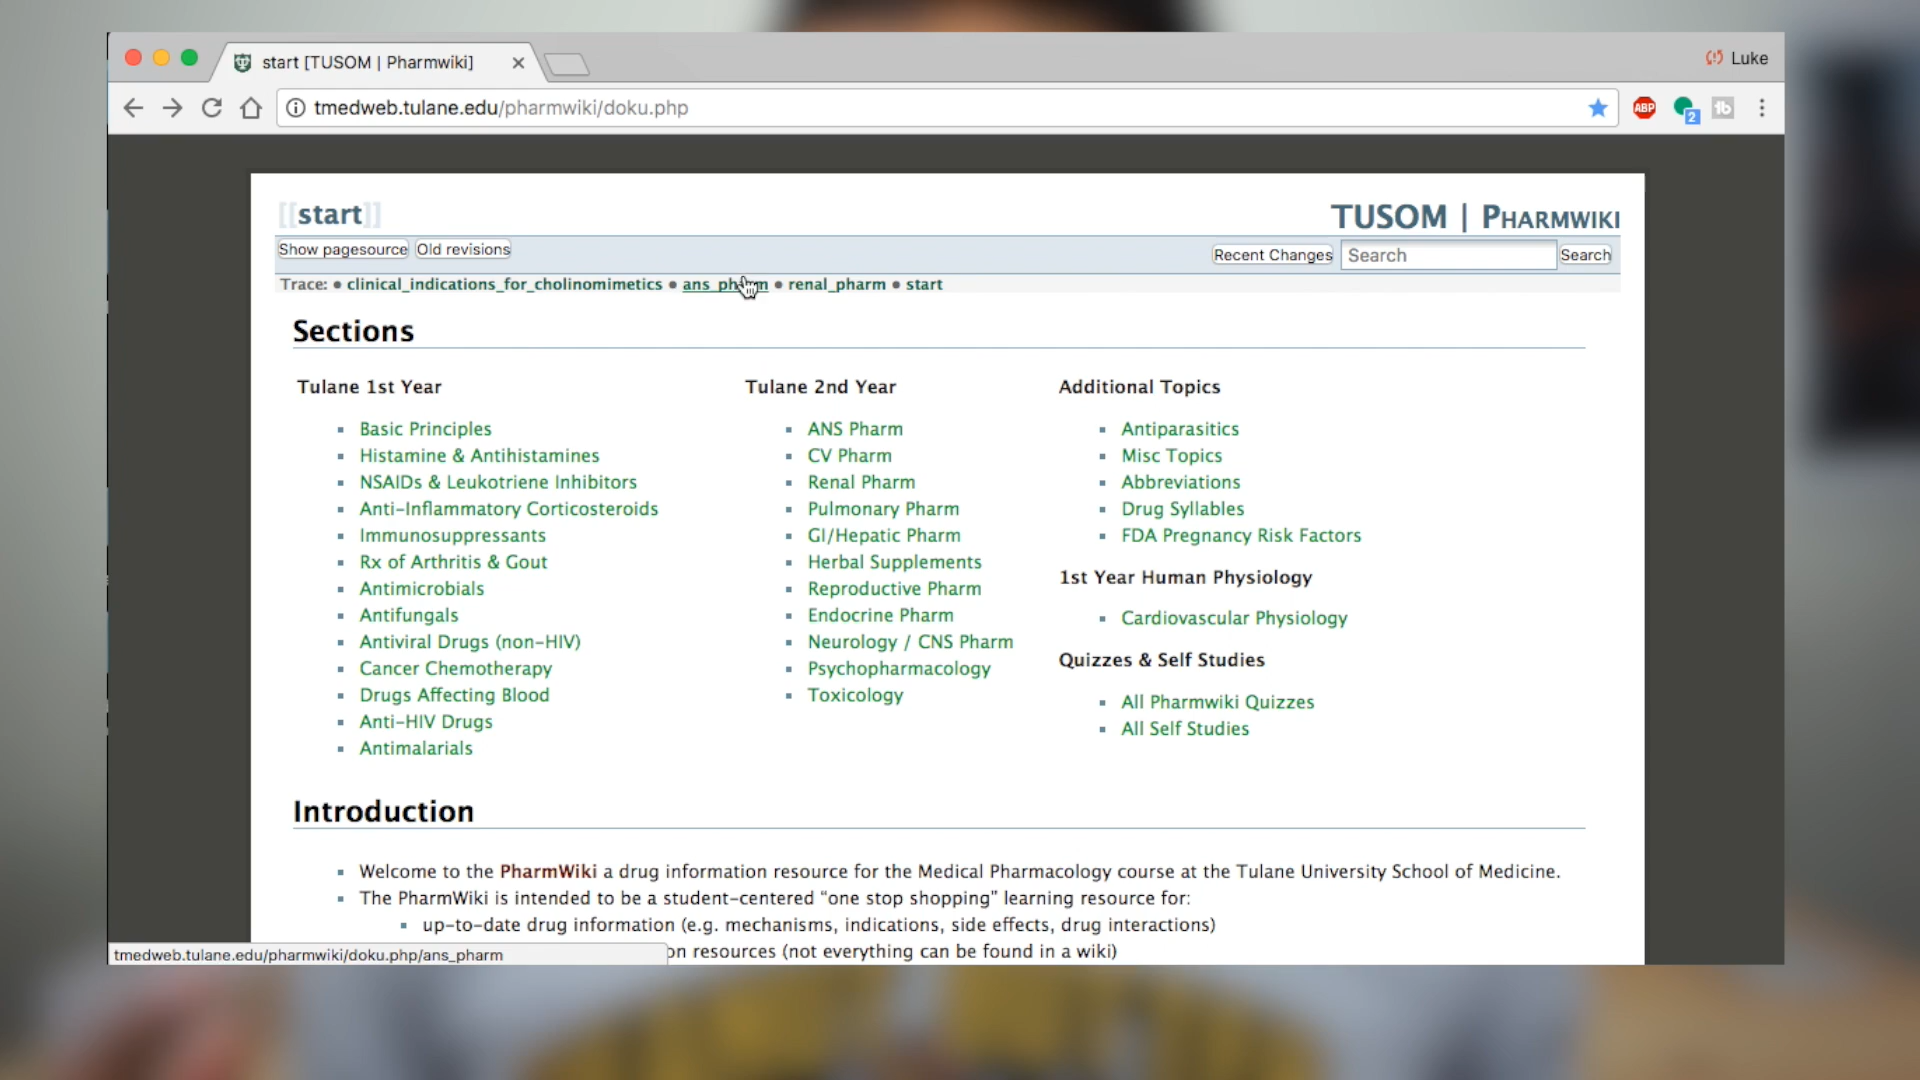 start [TUSOM | Pharmwiki]
Luke
tmedweb.tulane.edu/pharmwiki/doku.php
ABP
2
tb
[[start]]
TUSOM | Pharmwiki
Show pagesource
Old revisions
Recent Changes
Search
Search
Trace: • clinical_indications_for_cholinomimetics • ans_pharm • renal_pharm • start
Sections
Tulane 1st Year
Basic Principles
Histamine & Antihistamines
NSAIDs & Leukotriene Inhibitors
Anti-Inflammatory Corticosteroids
Immunosuppressants
Rx of Arthritis & Gout
Antimicrobials
Antifungals
Antiviral Drugs (non-HIV)
Cancer Chemotherapy
Drugs Affecting Blood
Anti-HIV Drugs
Antimalarials
Tulane 2nd Year
ANS Pharm
CV Pharm
Renal Pharm
Pulmonary Pharm
GI/Hepatic Pharm
Herbal Supplements
Reproductive Pharm
Endocrine Pharm
Neurology / CNS Pharm
Psychopharmacology
Toxicology
Additional Topics
Antiparasitics
Misc Topics
Abbreviations
Drug Syllables
FDA Pregnancy Risk Factors
1st Year Human Physiology
Cardiovascular Physiology
Quizzes & Self Studies
All Pharmwiki Quizzes
All Self Studies
Introduction
Welcome to the PharmWiki a drug information resource for the Medical Pharmacology course at the Tulane University School of Medicine.
The PharmWiki is intended to be a student-centered “one stop shopping” learning resource for:
up-to-date drug information (e.g. mechanisms, indications, side effects, drug interactions)
on resources (not everything can be found in a wiki)
tmedweb.tulane.edu/pharmwiki/doku.php/ans_pharm